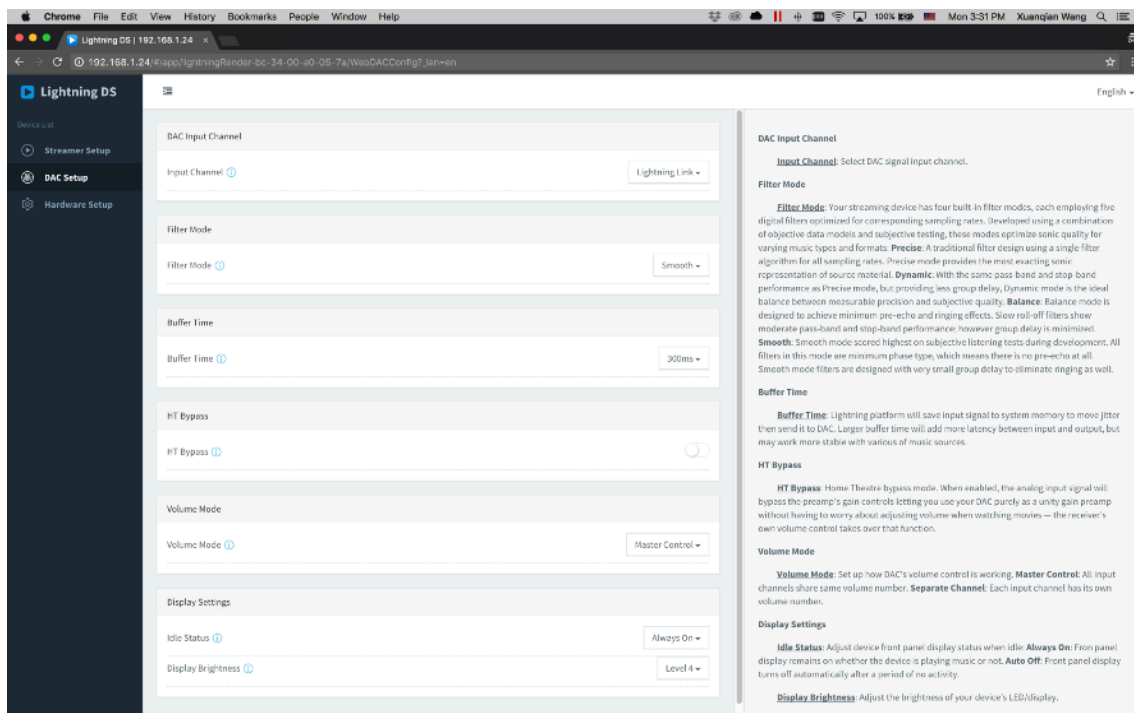 Chrome File Edit View History Bookmarks People Window Help 100% Mon 3:31 PM Xuanqian Wang
Lightning DS | 192.168.1.24 ×
192.168.1.24/#/app/lightningRender-bc-34-00-a0-05-7a/WebDACConfig?_lan=en
Lightning DS
English
Device List
Streamer Setup
DAC Setup
Hardware Setup
DAC Input Channel
Input Channel Lightning Link
Filter Mode
Filter Mode Smooth
Buffer Time
Buffer Time 300ms
HT Bypass
HT Bypass
Volume Mode
Volume Mode Master Control
Display Settings
Idle Status Always On
Display Brightness Level 4
DAC Input Channel
Input Channel: Select DAC signal input channel.
Filter Mode
Filter Mode: Your streaming device has four built-in filter modes, each employing five
digital filters optimized for corresponding sampling rates. Developed using a combination
of objective data models and subjective testing, these modes optimize sonic quality for
varying music types and formats: Precise: A traditional filter design using a single filter
algorithm for all sampling rates. Precise mode provides the most exacting sonic
representation of source material. Dynamic: With the same pass-band and stop-band
performance as Precise mode, but providing less group delay, Dynamic mode is the ideal
balance between measurable precision and subjective quality. Balance: Balance mode is
designed to achieve minimum pre-echo and ringing effects. Slow roll-off filters show
moderate pass-band and stop-band performance; however group delay is minimized.
Smooth: Smooth mode scored highest on subjective listening tests during development. All
filters in this mode are minimum phase type, which means there is no pre-echo at all.
Smooth mode filters are designed with very small group delay to eliminate ringing as well.
Buffer Time
Buffer Time: Lightning platform will save input signal to system memory to move jitter
then send it to DAC. Larger buffer time will add more latency between input and output, but
may work more stable with various of music sources.
HT Bypass
HT Bypass: Home Theatre bypass mode. When enabled, the analog input signal will
bypass the preamp's gain controls letting you use your DAC purely as a unity gain preamp
without having to worry about adjusting volume when watching movies — the receiver's
own volume control takes over that function.
Volume Mode
Volume Mode: Set up how DAC's volume control is working. Master Control: All input
channels share same volume number. Separate Channel: Each input channel has its own
volume number.
Display Settings
Idle Status: Adjust device front panel display status when idle: Always On: Fron panel
display remains on whether the device is playing music or not. Auto Off: Front panel display
turns off automatically after a period of no activity.
Display Brightness: Adjust the brightness of your device's LED/display.